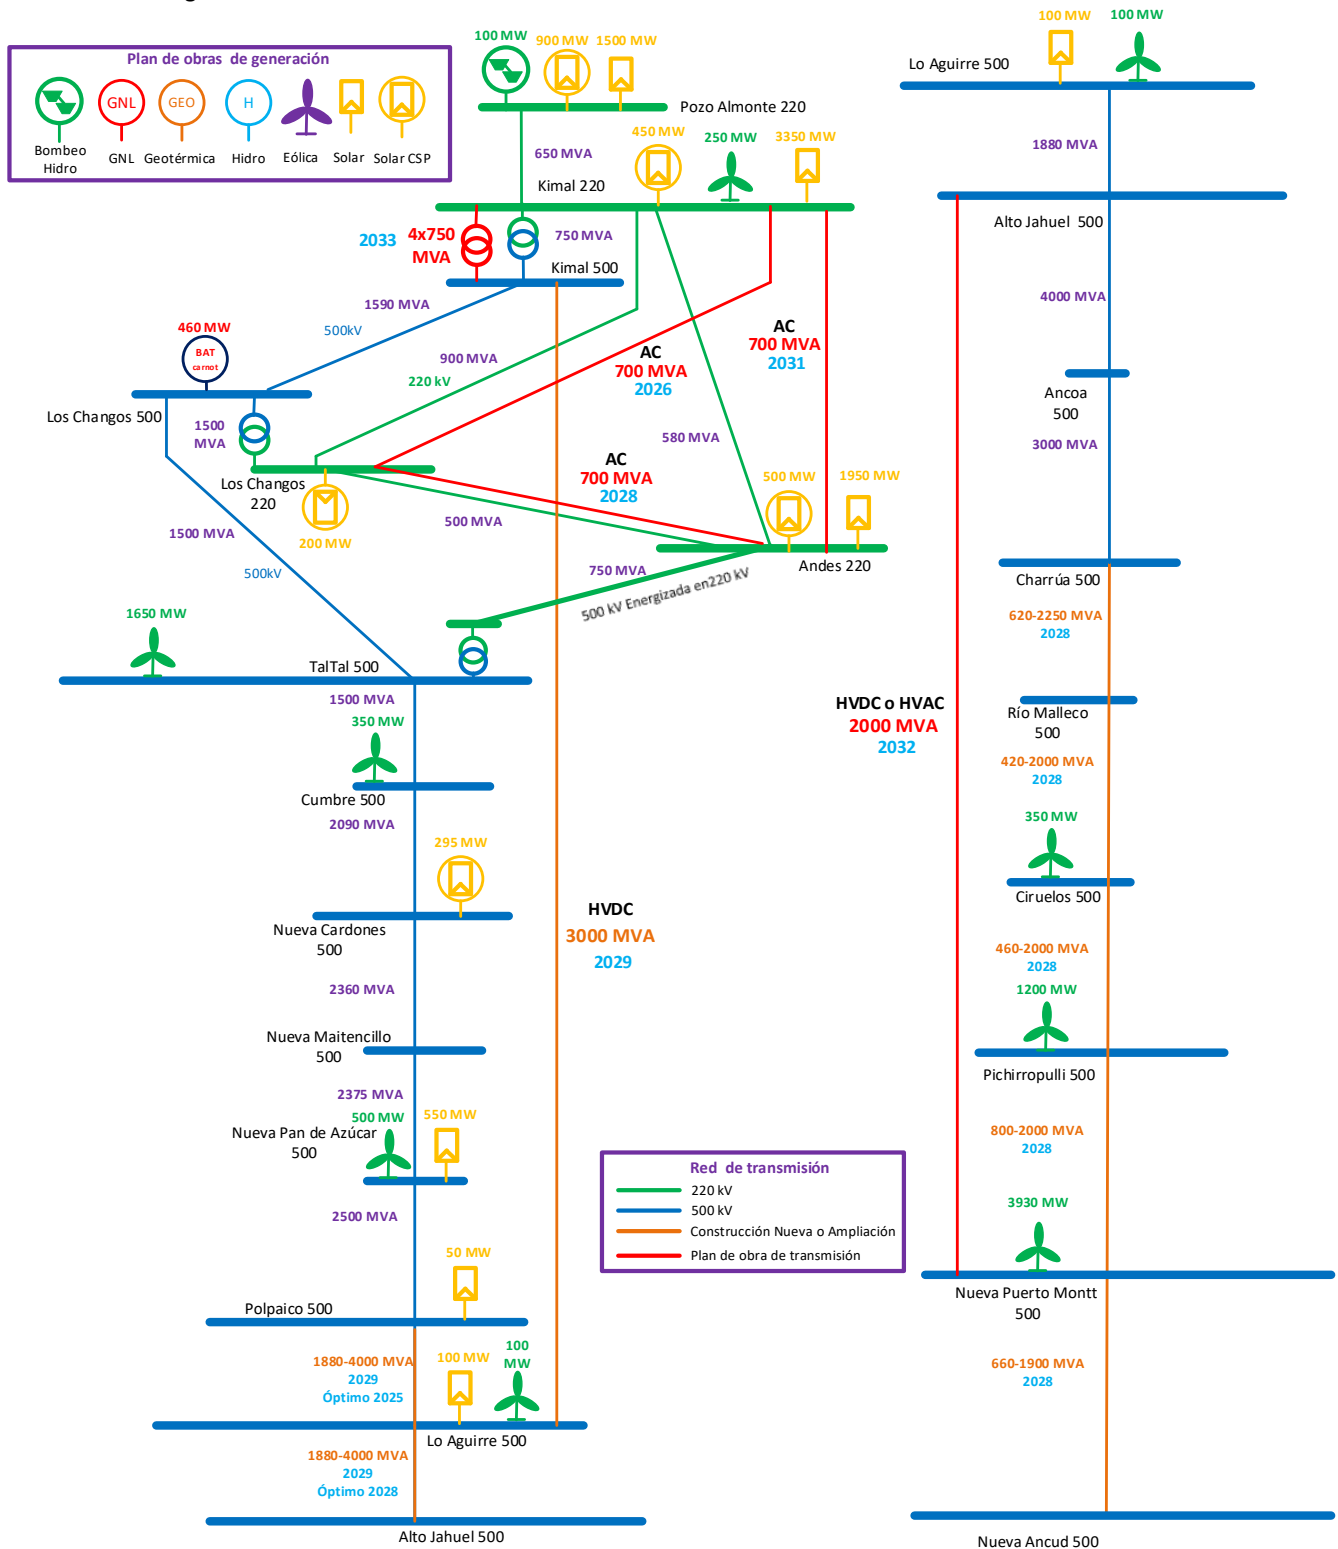 Plan de obras de generación
GNL
GEO
H
Bombeo
Hidro
GNL
Geotérmica
Hidro
Eólica
Solar
Solar CSP
100 MW
900 MW
1500 MW
Pozo Almonte 220
650 MVA
Kimal 220
450 MW
250 MW
3350 MW
2033
4x750
MVA
750 MVA
Kimal 500
1590 MVA
500kV
460 MW
BAT
carnot
Los Changos 500
1500
MVA
900 MVA
220 kV
AC
700 MVA
2026
AC
700 MVA
2031
580 MVA
Los Changos
220
200 MW
AC
700 MVA
2028
500 MVA
500 MW
1950 MW
Andes 220
1500 MVA
500kV
750 MVA
500 kV Energizada en220 kV
1650 MW
TalTal 500
1500 MVA
350 MW
Cumbre 500
2090 MVA
295 MW
Nueva Cardones
500
2360 MVA
HVDC
3000 MVA
2029
Nueva Maitencillo
500
2375 MVA
500 MW
550 MW
Nueva Pan de Azúcar
500
2500 MVA
50 MW
Polpaico 500
1880-4000 MVA
2029
Óptimo 2025
100 MW
100
MW
Lo Aguirre 500
1880-4000 MVA
2029
Óptimo 2028
Alto Jahuel 500
Red de transmisión
220 kV
500 kV
Construcción Nueva o Ampliación
Plan de obra de transmisión
100 MW
100 MW
Lo Aguirre 500
1880 MVA
Alto Jahuel 500
4000 MVA
Ancoa
500
3000 MVA
Charrúa 500
620-2250 MVA
2028
HVDC o HVAC
2000 MVA
2032
Río Malleco
500
420-2000 MVA
2028
350 MW
Ciruelos 500
460-2000 MVA
2028
1200 MW
Pichirropulli 500
800-2000 MVA
2028
3930 MW
Nueva Puerto Montt
500
660-1900 MVA
2028
Nueva Ancud 500